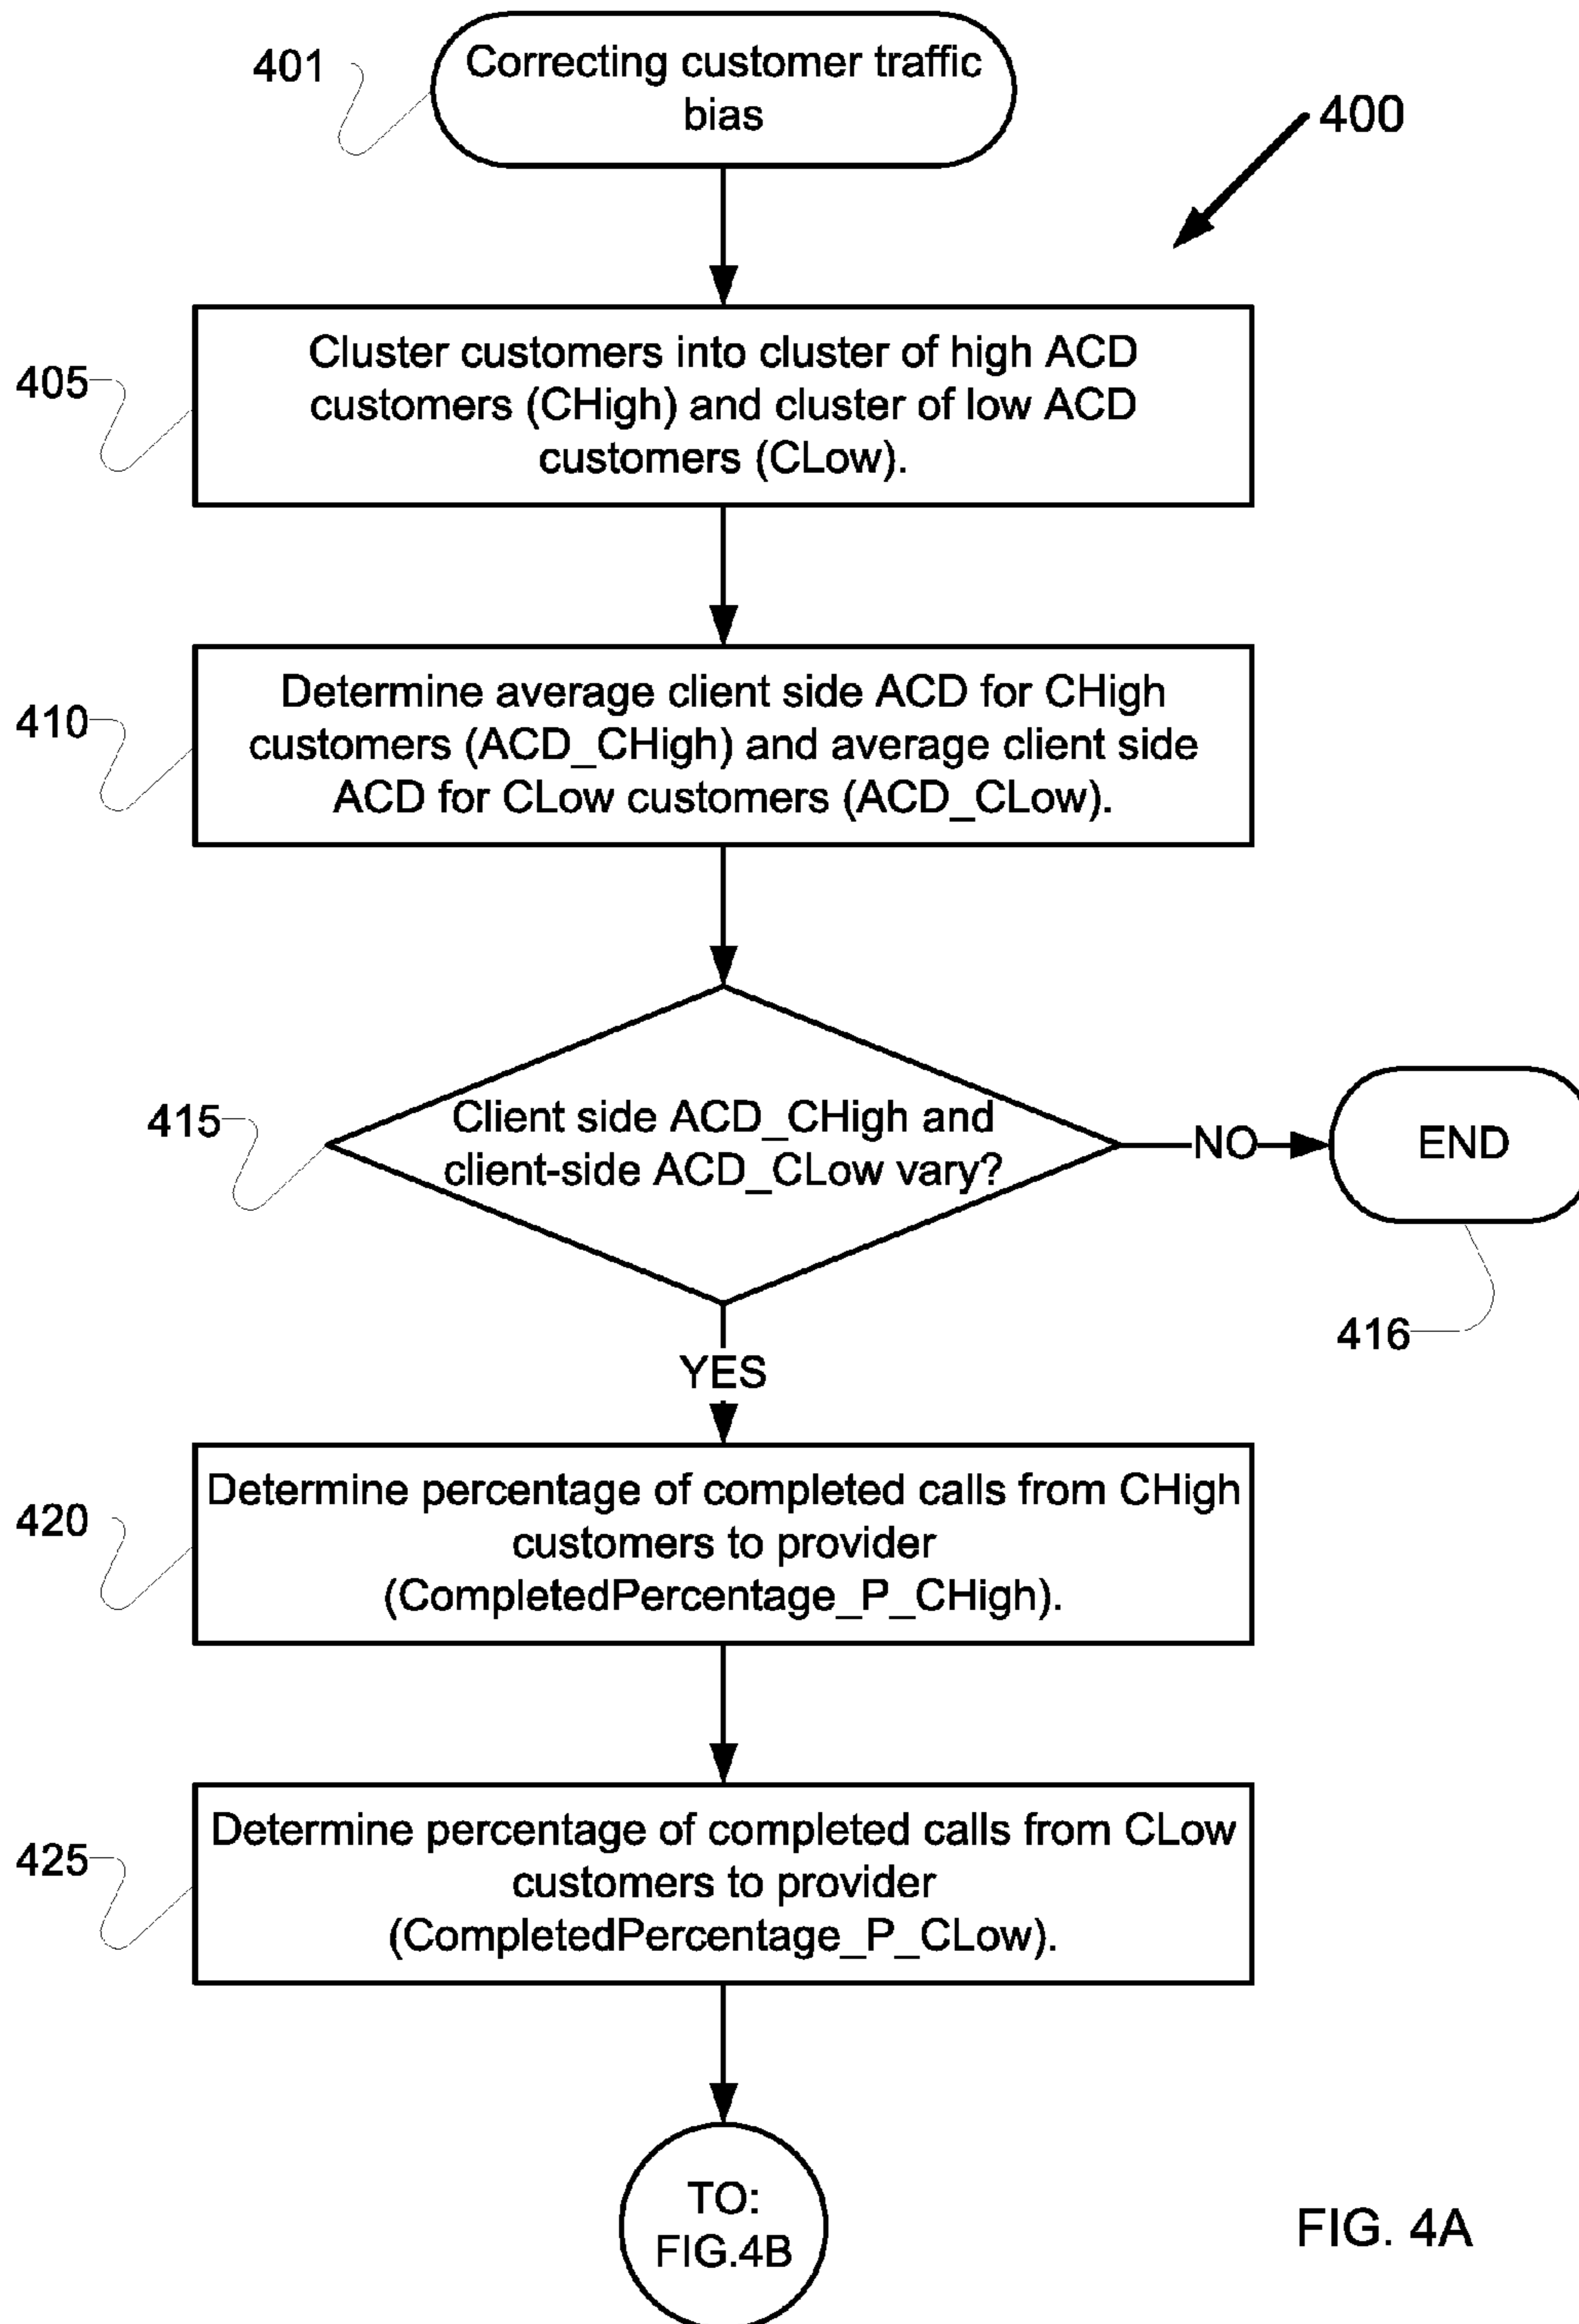 401
Correcting customer traffic
bias
400
405
Cluster customers into cluster of high ACD
customers (CHigh) and cluster of low ACD
customers (CLow).
410
Determine average client side ACD for CHigh
customers (ACD_CHigh) and average client side
ACD for CLow customers (ACD_CLow).
415
Client side ACD_CHigh and
client-side ACD_CLow vary?
NO
END
416
YES
420
Determine percentage of completed calls from CHigh
customers to provider
(CompletedPercentage_P_CHigh).
425
Determine percentage of completed calls from CLow
customers to provider
(CompletedPercentage_P_CLow).
TO:
FIG.4B
FIG. 4A